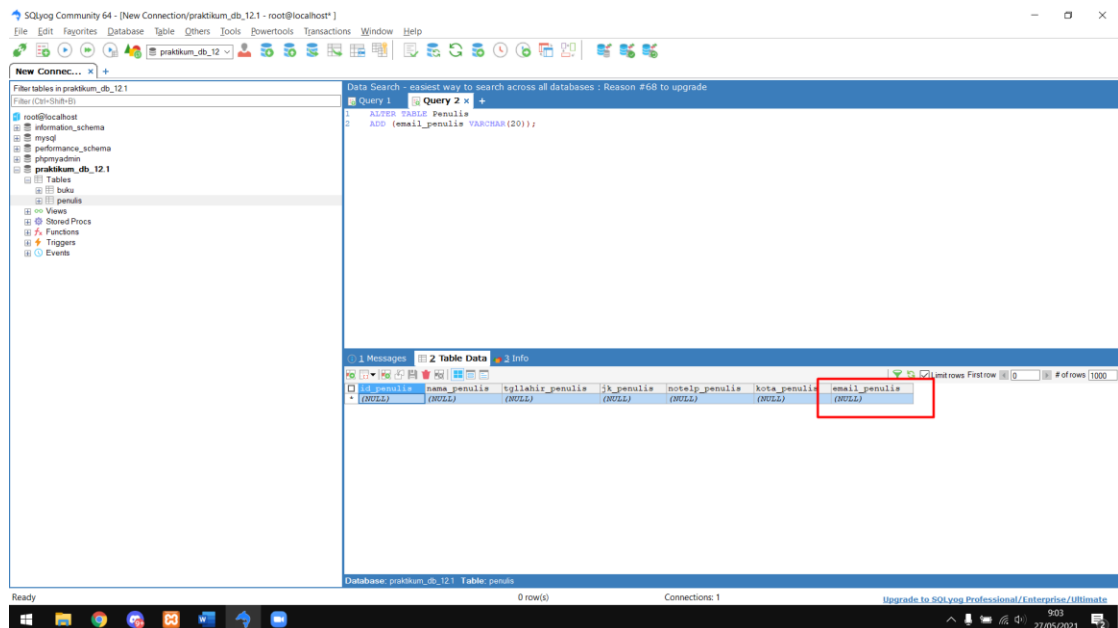 SQLyog Community 64 - [New Connection/praktikum_db_12.1 - root@localhost* ]
File Edit Favorites Database Table Others Tools Powertools Transactions Window Help
praktikum_db_12
New Connec... x +
Filter tables in praktikum_db_12.1
Filter (Ctrl+Shift+B)
root@localhost
information_schema
mysql
performance_schema
phpmyadmin
praktikum_db_12.1
Tables
buku
penulis
Views
Stored Procs
Functions
Triggers
Events
Data Search - easiest way to search across all databases : Reason #68 to upgrade
Query 1 Query 2 x +
1 ALTER TABLE Penulis
2 ADD (email_penulis VARCHAR(20));
1 Messages 2 Table Data 3 Info
Limit rows First row 0 # of rows 1000
id_penulis nama_penulis tgllahir_penulis jk_penulis notelp_penulis kota_penulis email_penulis
* (NULL) (NULL) (NULL) (NULL) (NULL) (NULL) (NULL)
Database: praktikum_db_12.1 Table: penulis
Ready 0 row(s) Connections: 1 Upgrade to SQLyog Professional/Enterprise/Ultimate
9:03
27/05/2021